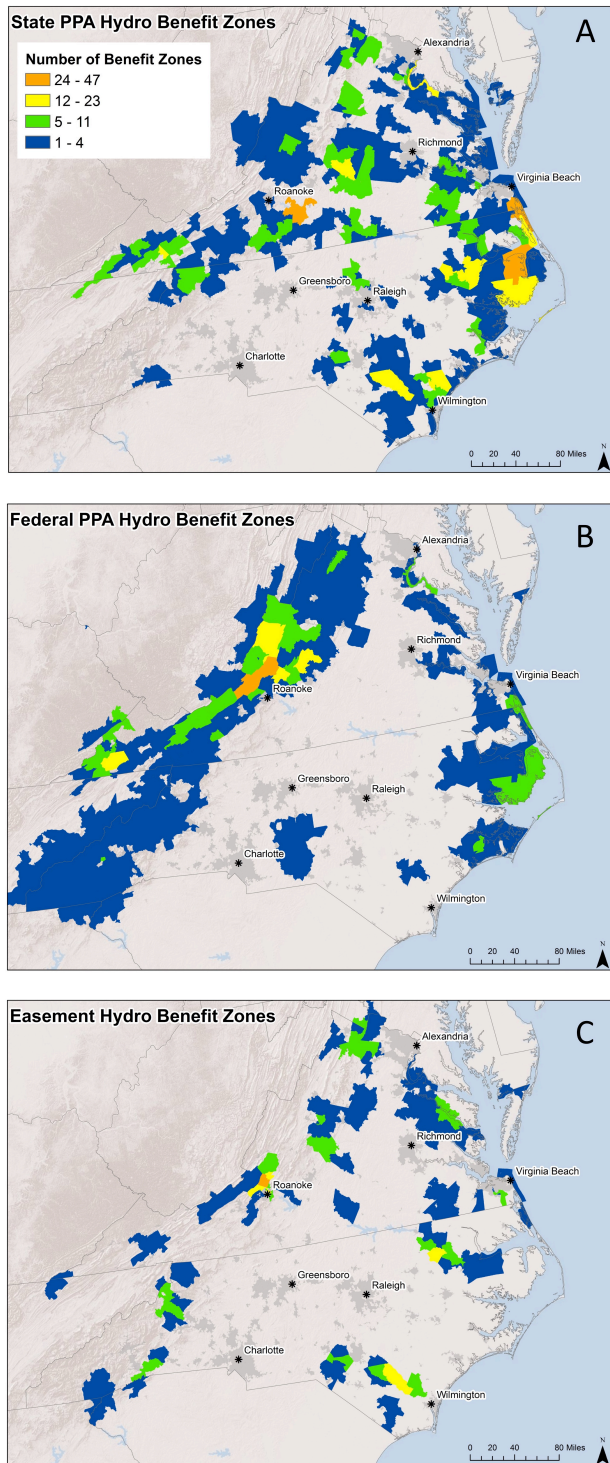 State PPA Hydro Benefit Zones
A
Number of Benefit Zones
24 - 47
12 - 23
5 - 11
1 - 4
Alexandria
Richmond
Virginia Beach
Roanoke
Greensboro
Raleigh
Charlotte
Wilmington
0 20 40 80 Miles
N
Federal PPA Hydro Benefit Zones
B
Alexandria
Richmond
Virginia Beach
Roanoke
Greensboro
Raleigh
Charlotte
Wilmington
0 20 40 80 Miles
N
Easement Hydro Benefit Zones
C
Alexandria
Richmond
Virginia Beach
Roanoke
Greensboro
Raleigh
Charlotte
Wilmington
0 20 40 80 Miles
N